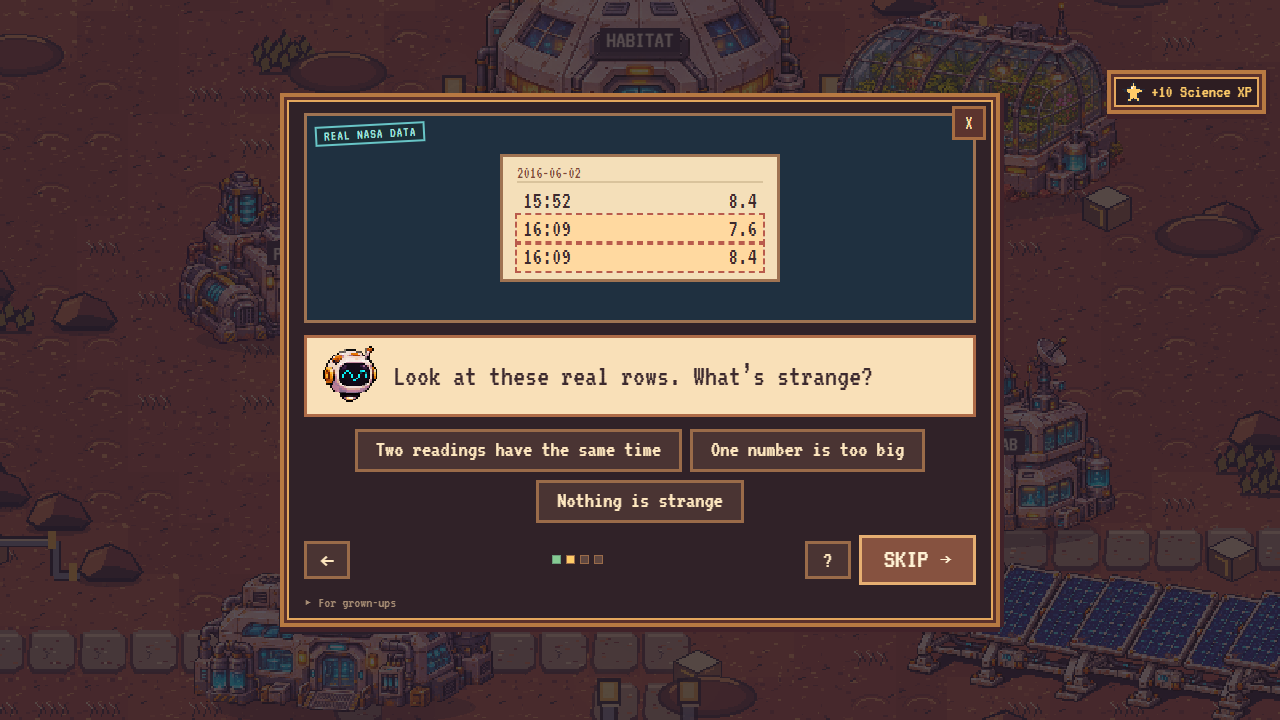 HABITAT
+10 Science XP
REAL NASA DATA
X
2016-06-02
15:52 8.4
16:09 7.6
16:09 8.4
Look at these real rows. What's strange?
Two readings have the same time
One number is too big
Nothing is strange
←
?
SKIP →
▸ For grown-ups